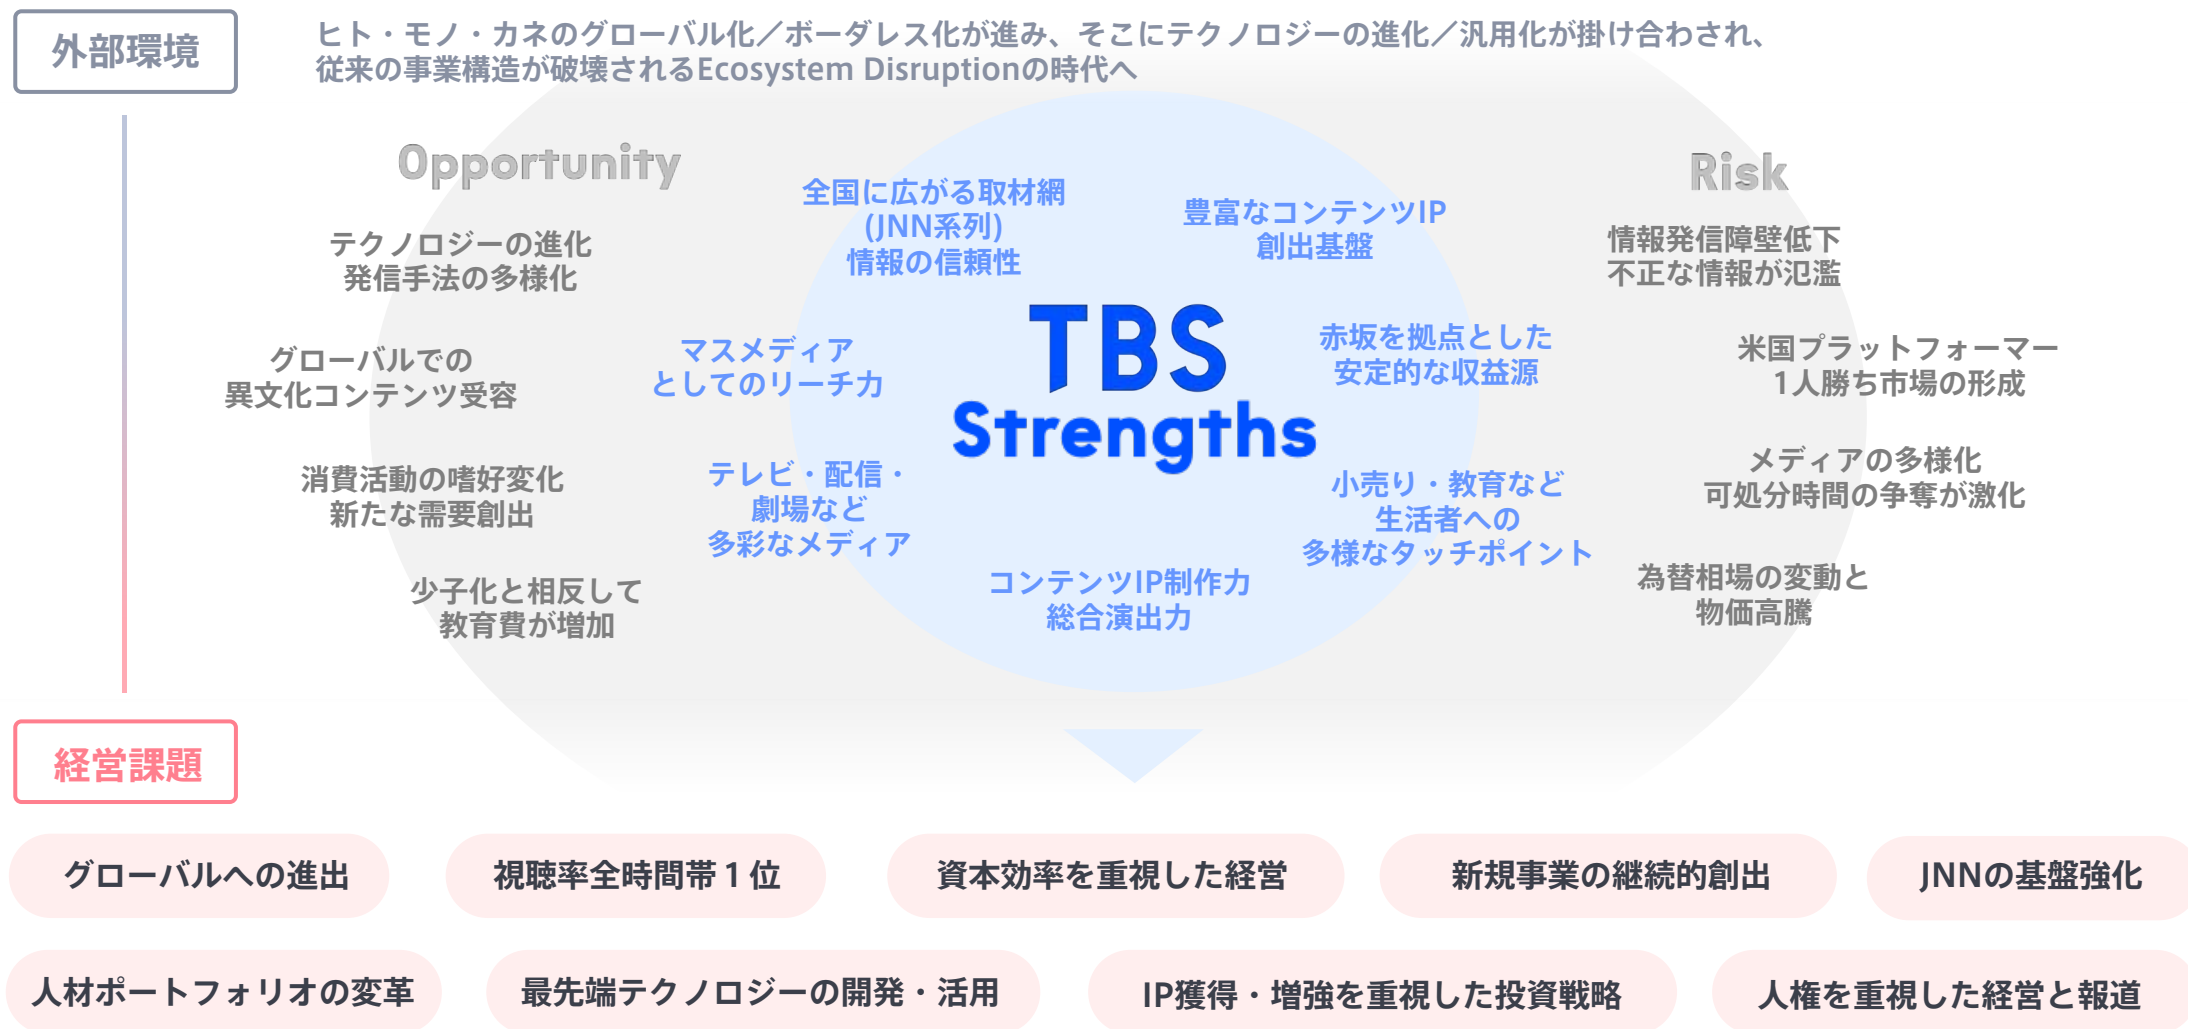 外部環境
ヒト・モノ・カネのグローバル化／ボーダレス化が進み、そこにテクノロジーの進化／汎用化が掛け合わされ、
従来の事業構造が破壊されるEcosystem Disruptionの時代へ
Opportunity
テクノロジーの進化
発信手法の多様化
グローバルでの
異文化コンテンツ受容
消費活動の嗜好変化
新たな需要創出
少子化と相反して
教育費が増加
全国に広がる取材網
(JNN系列)
情報の信頼性
豊富なコンテンツIP
創出基盤
マスメディア
としてのリーチ力
TBS
Strengths
赤坂を拠点とした
安定的な収益源
テレビ・配信・
劇場など
多彩なメディア
小売り・教育など
生活者への
多様なタッチポイント
コンテンツIP制作力
総合演出力
Risk
情報発信障壁低下
不正な情報が氾濫
米国プラットフォーマー
1人勝ち市場の形成
メディアの多様化
可処分時間の争奪が激化
為替相場の変動と
物価高騰
経営課題
グローバルへの進出
視聴率全時間帯１位
資本効率を重視した経営
新規事業の継続的創出
JNNの基盤強化
人材ポートフォリオの変革
最先端テクノロジーの開発・活用
IP獲得・増強を重視した投資戦略
人権を重視した経営と報道